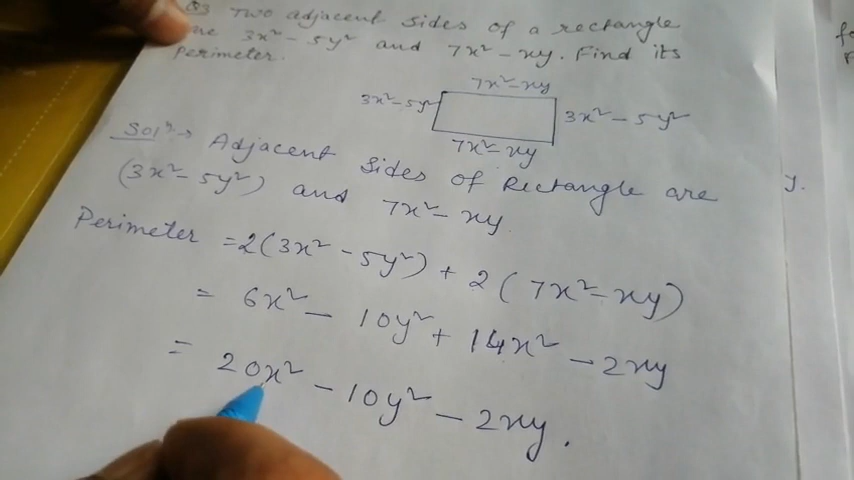 Q3 Two adjacent sides of a rectangle
are 3x² - 5y² and 7x² - xy. Find its
perimeter.
7x² - xy
3x² - 5y²
3x² - 5y²
7x² - xy
Solⁿ→ Adjacent sides of Rectangle are
(3x² - 5y²) and 7x² - xy
Perimeter = 2(3x² - 5y²) + 2(7x² - xy)
= 6x² - 10y² + 14x² - 2xy
= 20x² - 10y² - 2xy.
y.